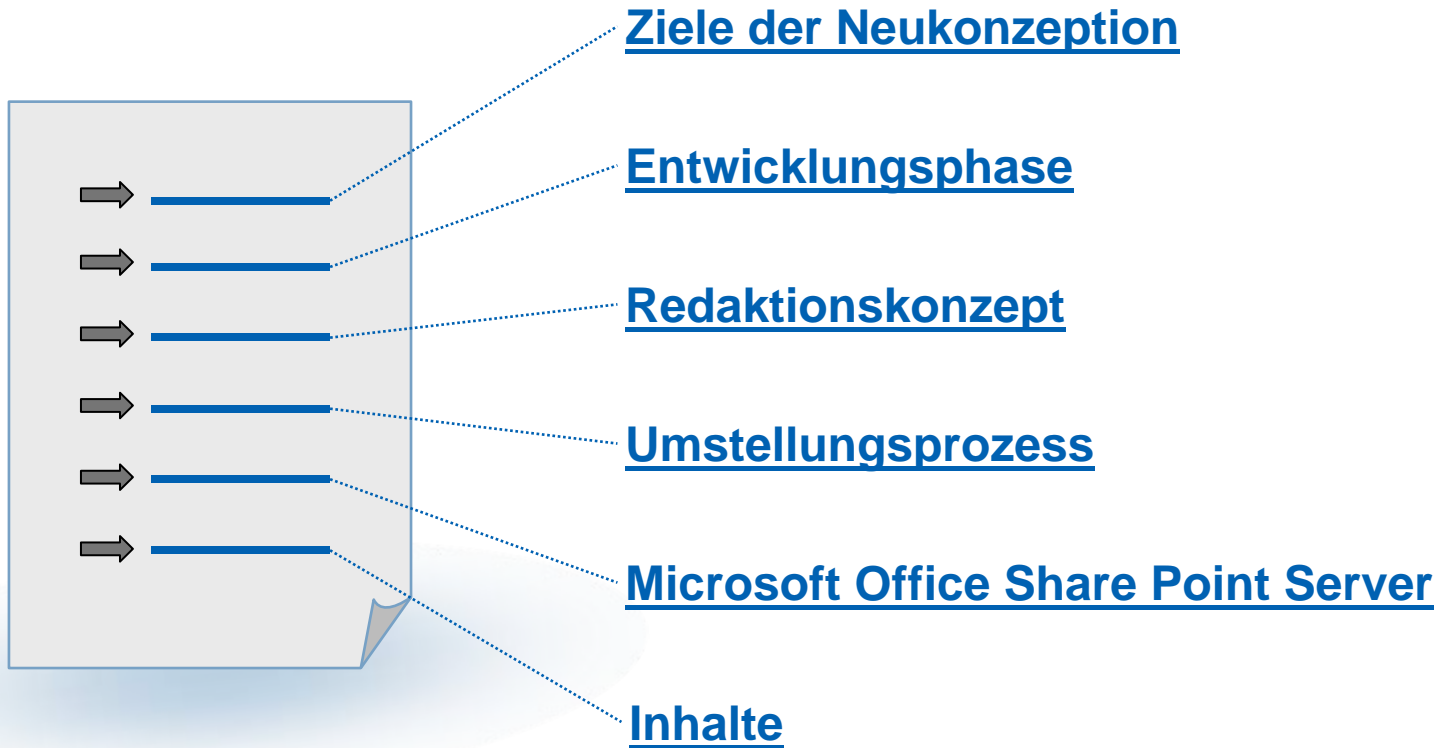 Ziele der Neukonzeption
Entwicklungsphase
Redaktionskonzept
Umstellungsprozess
Microsoft Office Share Point Server
Inhalte